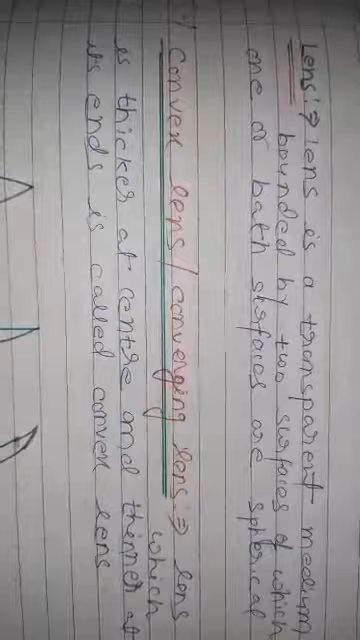 Lens:⇒ lens is a transparent medium
bounded by two surfaces of which
one or both surfaces are spherical
Convex lens/converging lens:⇒ lens
which
is thicker at centre and thinner at
its ends is called convex lens